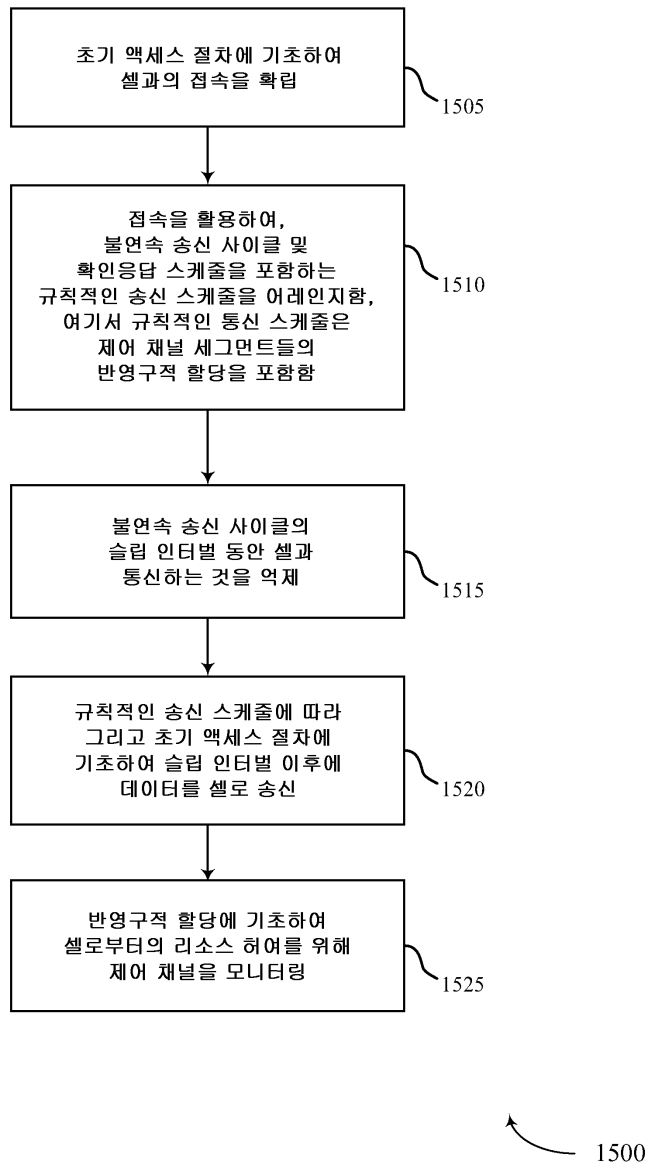 초기 액세스 절차에 기초하여
셀과의 접속을 확립
1505
접속을 활용하여,
불연속 송신 사이클 및
확인응답 스케줄을 포함하는
규칙적인 송신 스케줄을 어레인지함,
여기서 규칙적인 통신 스케줄은
제어 채널 세그먼트들의
반영구적 할당을 포함함
1510
불연속 송신 사이클의
슬립 인터벌 동안 셀과
통신하는 것을 억제
1515
규칙적인 송신 스케줄에 따라
그리고 초기 액세스 절차에
기초하여 슬립 인터벌 이후에
데이터를 셀로 송신
1520
반영구적 할당에 기초하여
셀로부터의 리소스 허여를 위해
제어 채널을 모니터링
1525
1500